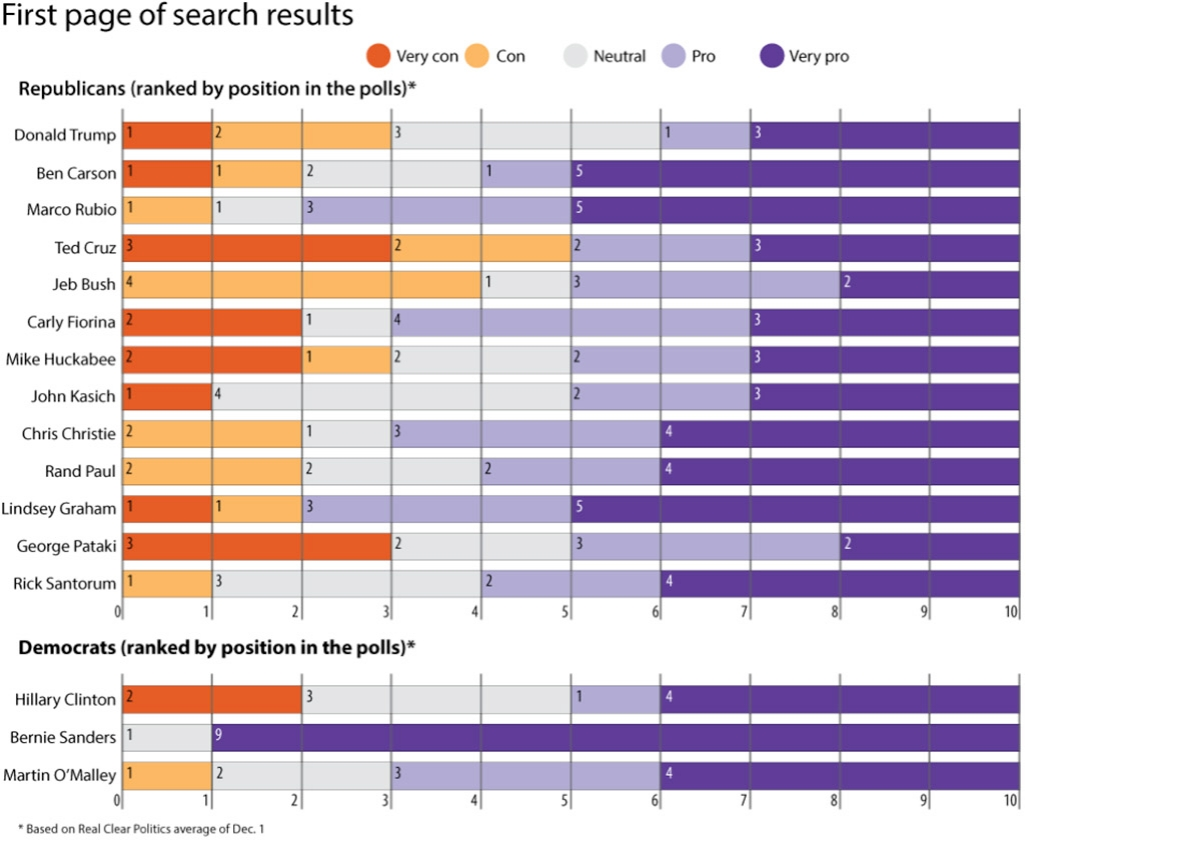 First page of search results
Very con Con Neutral Pro Very pro
Republicans (ranked by position in the polls)*
Donald Trump 1 2 3 1 3
Ben Carson 1 1 2 1 5
Marco Rubio 1 1 3 5
Ted Cruz 3 2 2 3
Jeb Bush 4 1 3 2
Carly Fiorina 2 1 4 3
Mike Huckabee 2 1 2 2 3
John Kasich 1 4 2 3
Chris Christie 2 1 3 4
Rand Paul 2 2 2 4
Lindsey Graham 1 1 3 5
George Pataki 3 2 3 2
Rick Santorum 1 3 2 4
0 1 2 3 4 5 6 7 8 9 10
Democrats (ranked by position in the polls)*
Hillary Clinton 2 3 1 4
Bernie Sanders 1 9
Martin O’Malley 1 2 3 4
0 1 2 3 4 5 6 7 8 9 10
* Based on Real Clear Politics average of Dec. 1